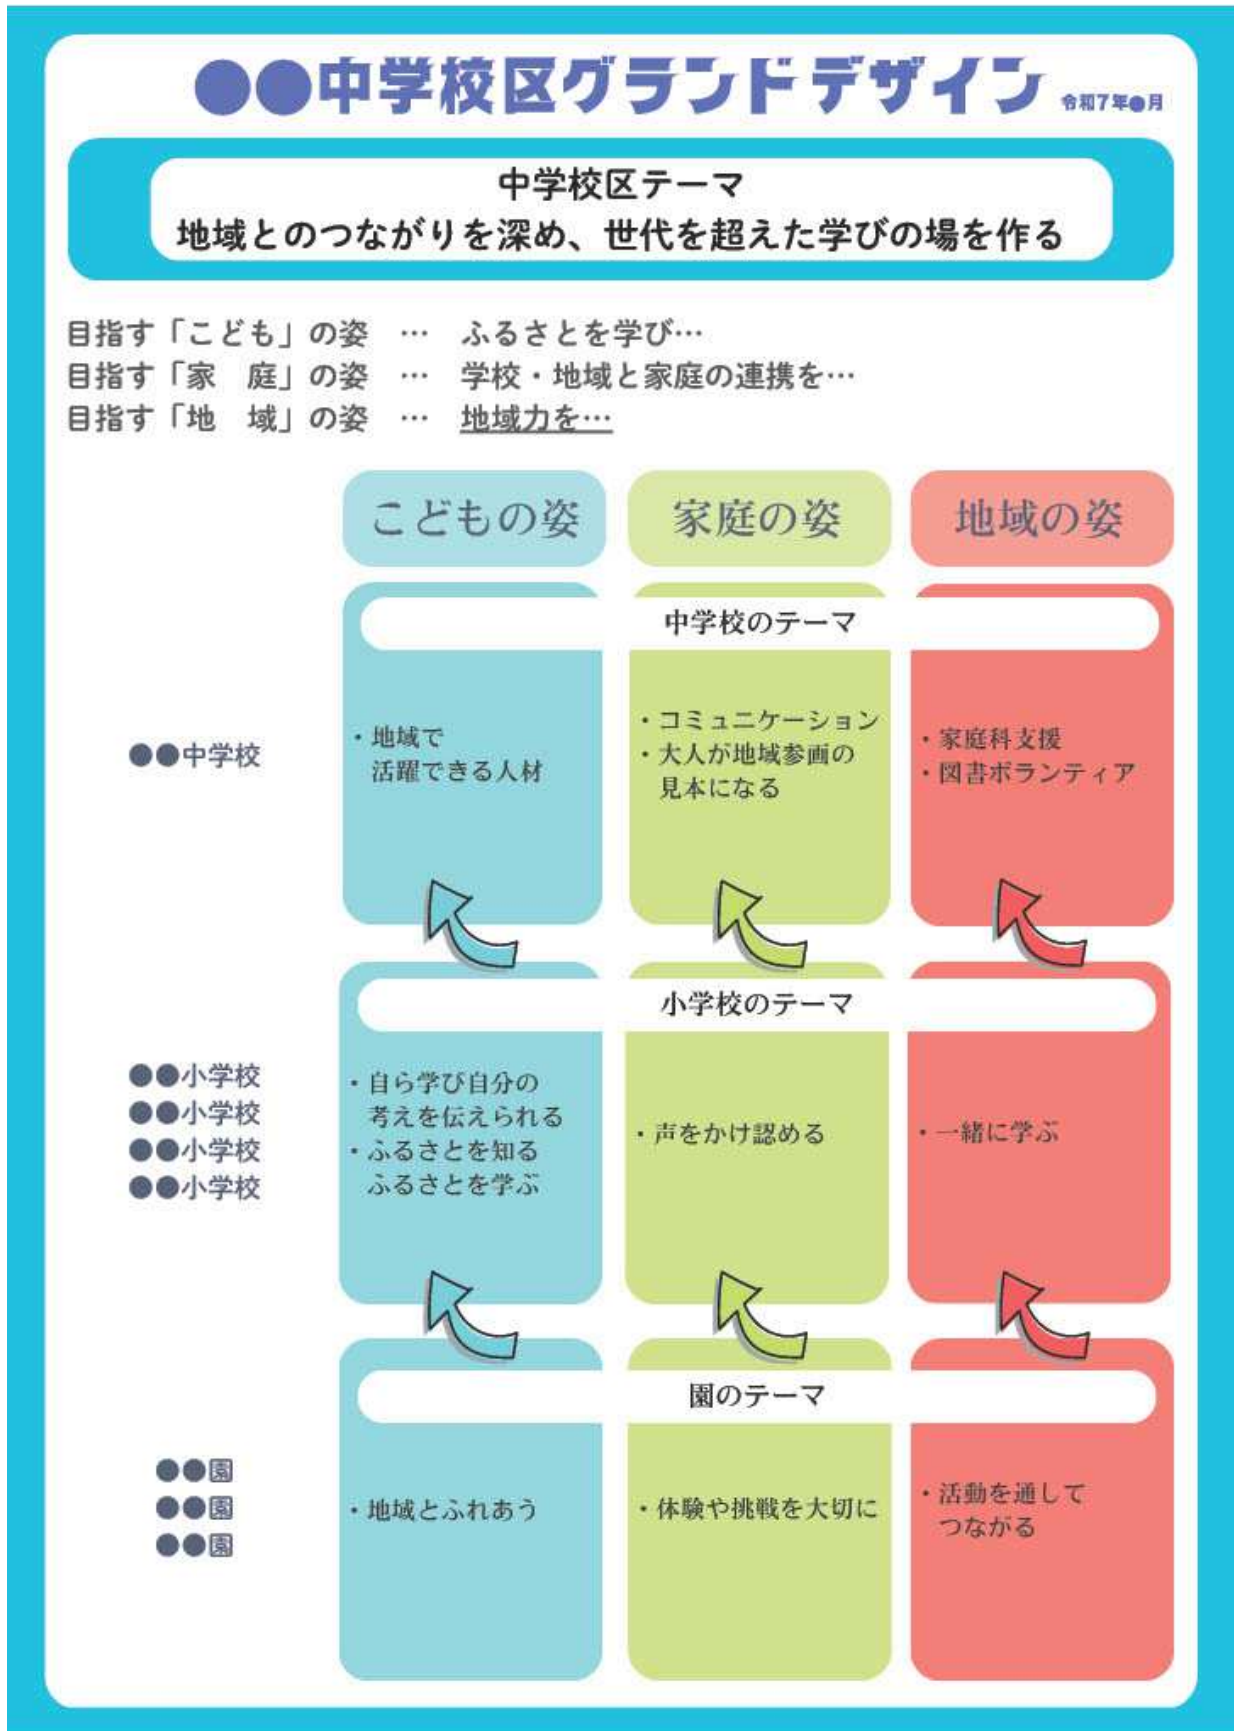 ●●中学校区グランドデザイン 令和7年●月
中学校区テーマ
地域とのつながりを深め、世代を超えた学びの場を作る
目指す「こども」の姿　…　ふるさとを学び…
目指す「家　庭」の姿　…　学校・地域と家庭の連携を…
目指す「地　域」の姿　…　地域力を…
こどもの姿
家庭の姿
地域の姿
中学校のテーマ
●●中学校
・地域で
活躍できる人材
・コミュニケーション
・大人が地域参画の
見本になる
・家庭科支援
・図書ボランティア
小学校のテーマ
●●小学校
●●小学校
●●小学校
●●小学校
・自ら学び自分の
考えを伝えられる
・ふるさとを知る
ふるさとを学ぶ
・声をかけ認める
・一緒に学ぶ
園のテーマ
●●園
●●園
●●園
・地域とふれあう
・体験や挑戦を大切に
・活動を通して
つながる